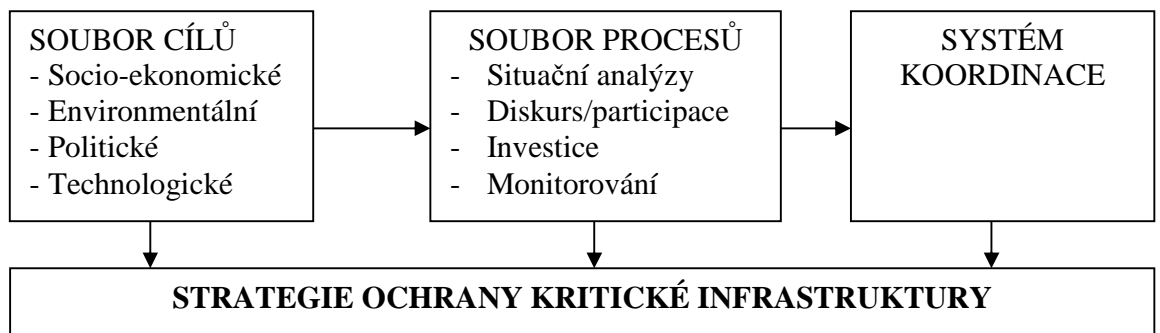 SOUBOR CÍLŮ
- Socio-ekonomické
- Environmentální
- Politické
- Technologické
SOUBOR PROCESŮ
- Situační analýzy
- Diskurs/participace
- Investice
- Monitorování
SYSTÉM
KOORDINACE
STRATEGIE OCHRANY KRITICKÉ INFRASTRUKTURY